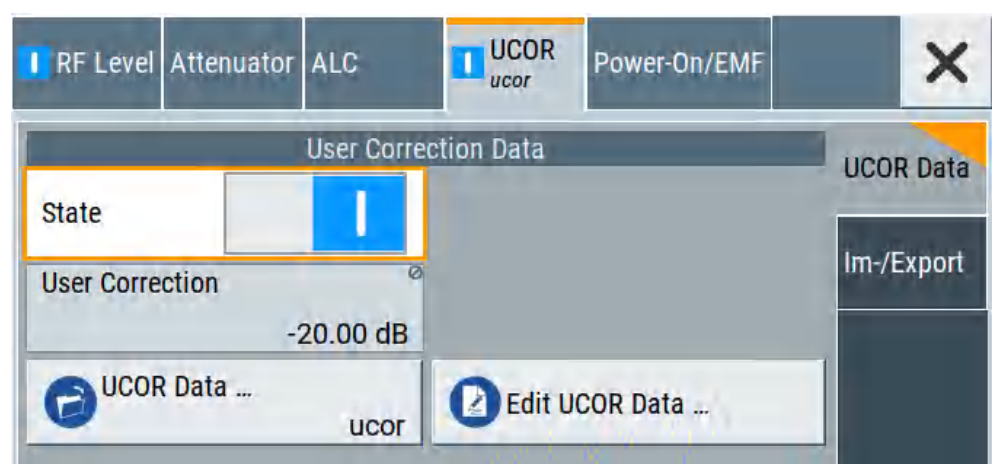 RF Level
Attenuator
ALC
UCOR
ucor
Power-On/EMF
User Correction Data
UCOR Data
State
Im-/Export
User Correction
-20.00 dB
UCOR Data ...
ucor
Edit UCOR Data ...